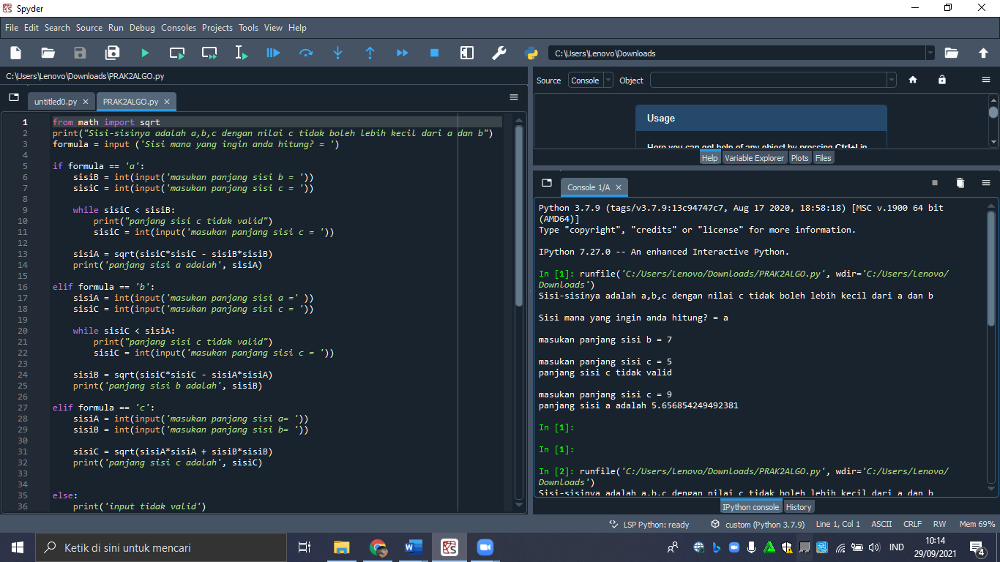 Spyder
File Edit Search Source Run Debug Consoles Projects Tools View Help
C:\Users\Lenovo\Downloads
C:\Users\Lenovo\Downloads\PRAK2ALGO.py
untitled0.py
PRAK2ALGO.py
1 from math import sqrt
2 print("Sisi-sisinya adalah a,b,c dengan nilai c tidak boleh lebih kecil dari a dan b")
3 formula = input ('Sisi mana yang ingin anda hitung? = ')
4
5 if formula == 'a':
6     sisiB = int(input('masukan panjang sisi b = '))
7     sisiC = int(input('masukan panjang sisi c = '))
8
9     while sisiC < sisiB:
10         print("panjang sisi c tidak valid")
11         sisiC = int(input('masukan panjang sisi c = '))
12
13     sisiA = sqrt(sisiC*sisiC - sisiB*sisiB)
14     print('panjang sisi a adalah', sisiA)
15
16 elif formula == 'b':
17     sisiA = int(input('masukan panjang sisi a =' ))
18     sisiC = int(input('masukan panjang sisi c = '))
19
20     while sisiC < sisiA:
21         print("panjang sisi c tidak valid")
22         sisiC = int(input('masukan panjang sisi c = '))
23
24     sisiB = sqrt(sisiC*sisiC - sisiA*sisiA)
25     print('panjang sisi b adalah', sisiB)
26
27 elif formula == 'c':
28     sisiA = int(input('masukan panjang sisi a= '))
29     sisiB = int(input('masukan panjang sisi b= '))
30
31     sisiC = sqrt(sisiA*sisiA + sisiB*sisiB)
32     print('panjang sisi c adalah', sisiC)
33
34
35 else:
36     print('input tidak valid')
Source Console Object
Usage
Here you can get help of any object by pressing Ctrl+I in
Help Variable Explorer Plots Files
Console 1/A
Python 3.7.9 (tags/v3.7.9:13c94747c7, Aug 17 2020, 18:58:18) [MSC v.1900 64 bit
(AMD64)]
Type "copyright", "credits" or "license" for more information.
IPython 7.27.0 -- An enhanced Interactive Python.
In [1]: runfile('C:/Users/Lenovo/Downloads/PRAK2ALGO.py', wdir='C:/Users/Lenovo/
Downloads')
Sisi-sisinya adalah a,b,c dengan nilai c tidak boleh lebih kecil dari a dan b
Sisi mana yang ingin anda hitung? = a
masukan panjang sisi b = 7
masukan panjang sisi c = 5
panjang sisi c tidak valid
masukan panjang sisi c = 9
panjang sisi a adalah 5.656854249492381
In [1]:
In [1]:
In [2]: runfile('C:/Users/Lenovo/Downloads/PRAK2ALGO.py', wdir='C:/Users/Lenovo/
Downloads')
Sisi-sisinya adalah a,b,c dengan nilai c tidak boleh lebih kecil dari a dan b
IPython console History
LSP Python: ready custom (Python 3.7.9) Line 1, Col 1 ASCII CRLF RW Mem 69%
Ketik di sini untuk mencari
IND
10:14
29/09/2021
4